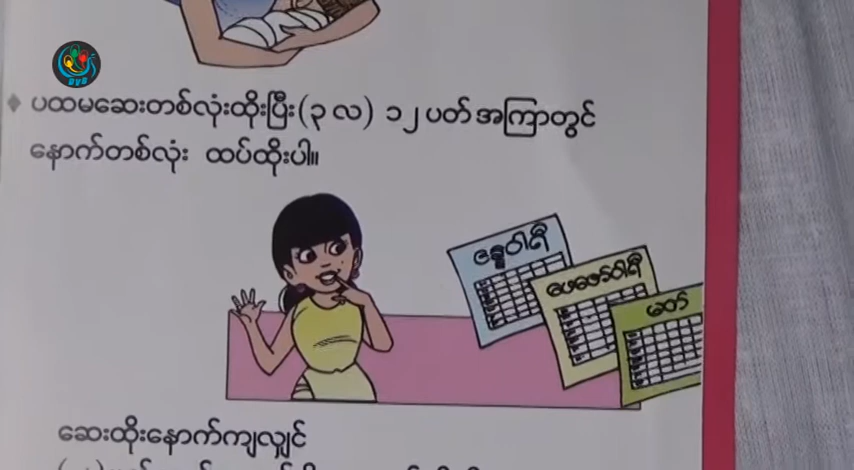 DVB
ပထမဆေးတစ်လုံးထိုးပြီး (၃ လ) ၁၂ ပတ် အကြာတွင်
နောက်တစ်လုံး ထပ်ထိုးပါ။
ဇန္နဝါရီ
ဖေဖော်ဝါရီ
မတ်
ဆေးထိုးနောက်ကျလျှင်